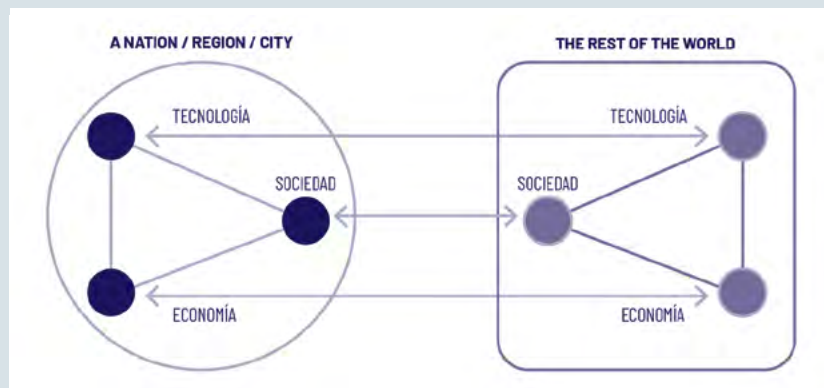 A NATION / REGION / CITY
THE REST OF THE WORLD
TECNOLOGÍA
TECNOLOGÍA
SOCIEDAD
SOCIEDAD
ECONOMÍA
ECONOMÍA